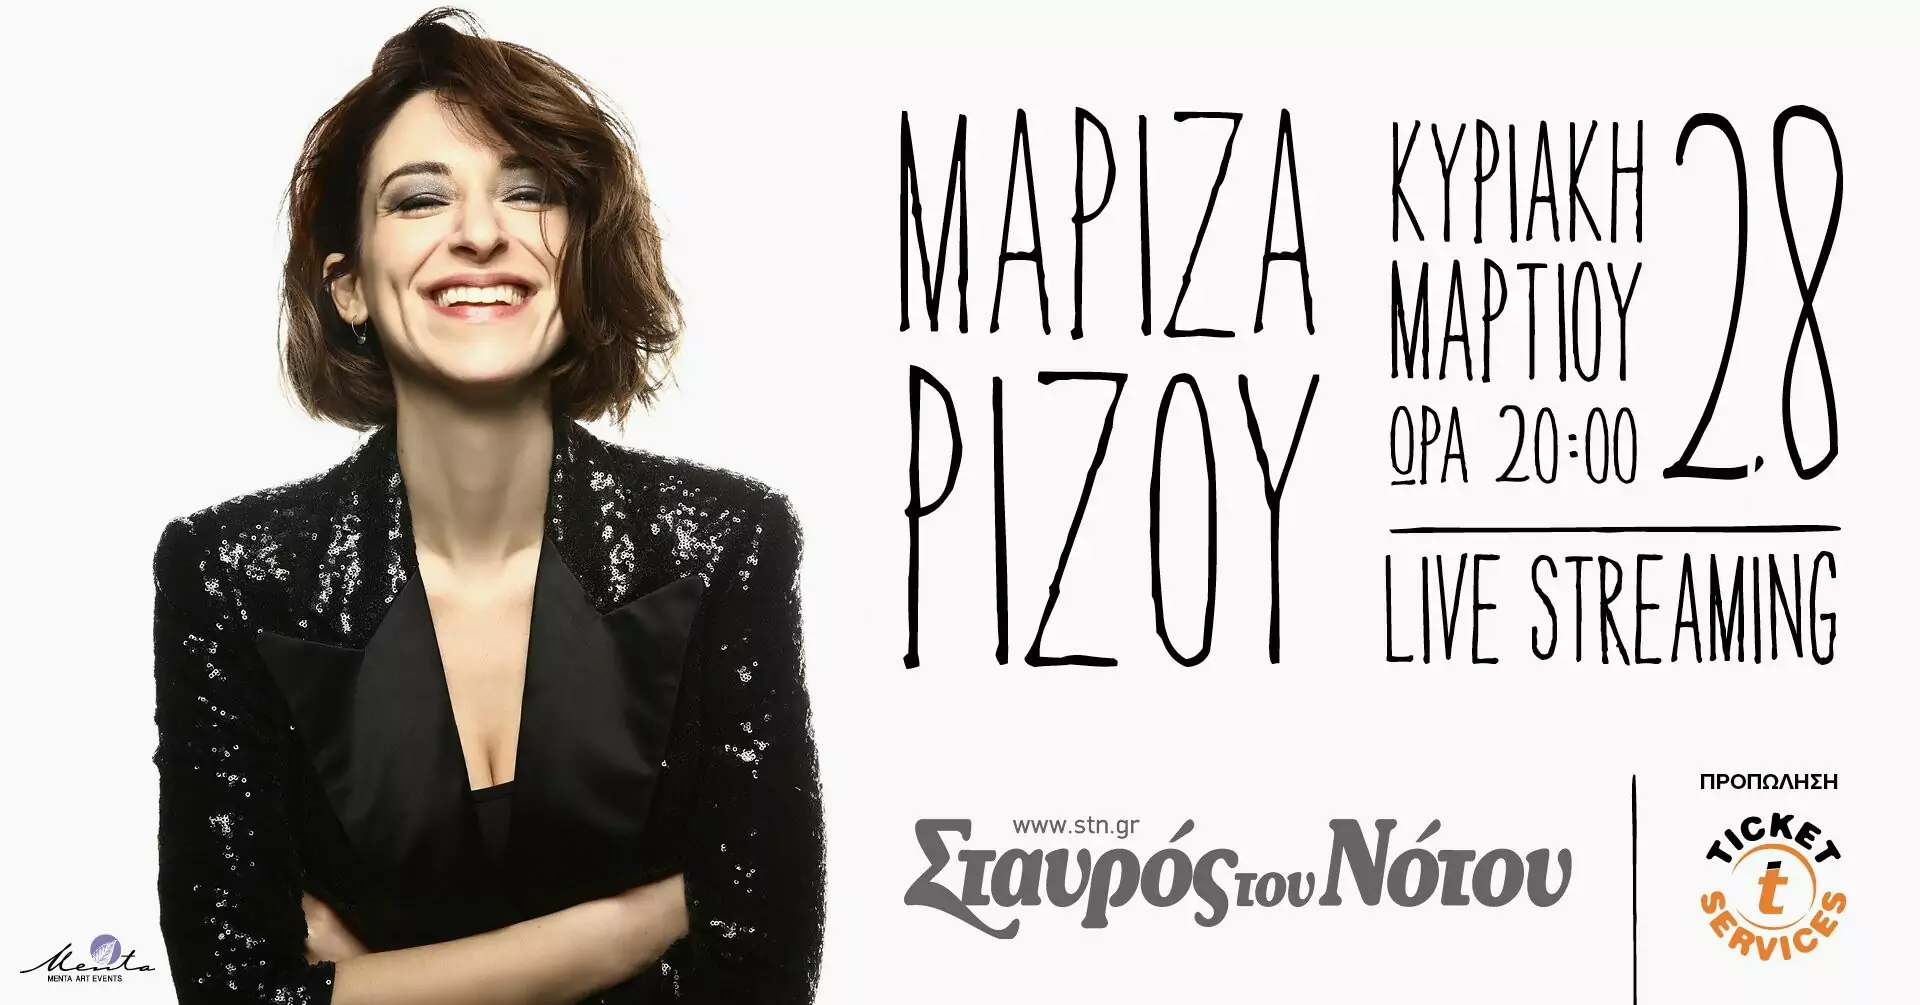 ΜΑΡΙΖΑ
ΡΙΖΟΥ
ΚΥΡΙΑΚΗ
ΜΑΡΤΙΟΥ
28
ΩΡΑ 20:00
LIVE STREAMING
www.stn.gr
Σταυρός του Νότου
ΠΡΟΠΩΛΗΣΗ
TICKET
t
SERVICES
Menta
MENTA ART EVENTS